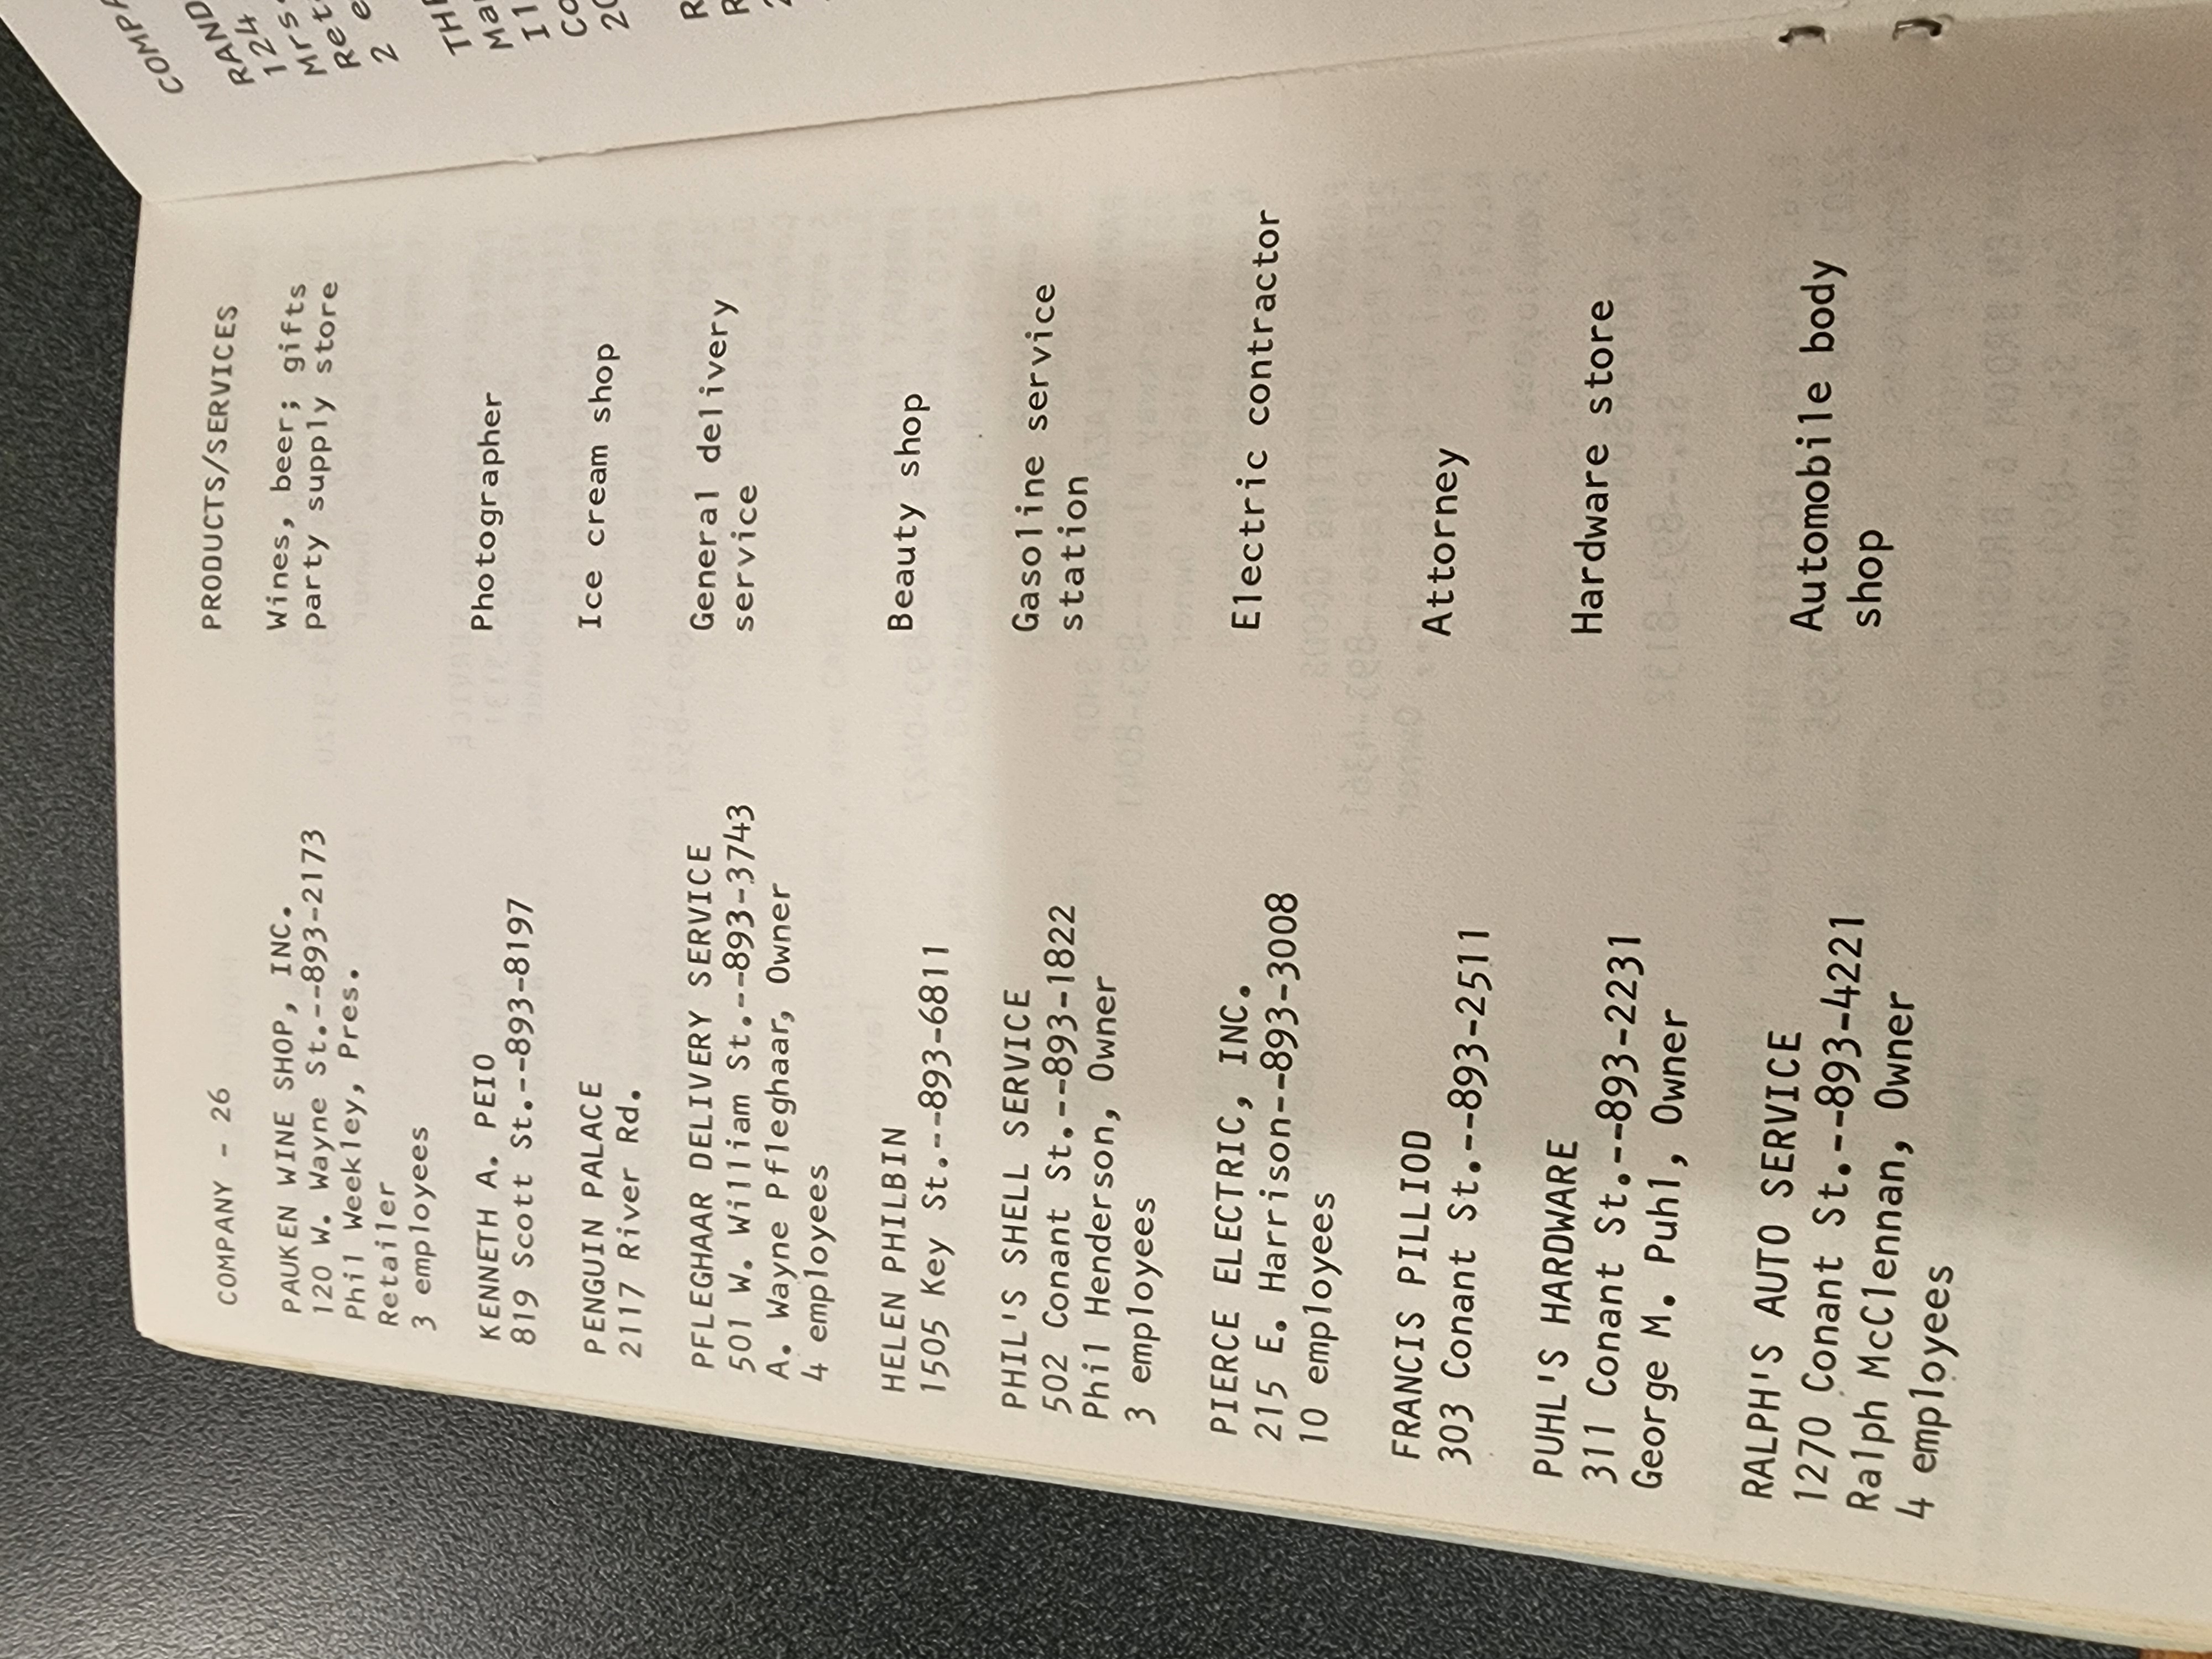 COMPANY - 26
PRODUCTS/SERVICES
PAUKEN WINE SHOP, INC.
120 W. Wayne St.--893-2173
Phil Weekley, Pres.
Retailer
3 employees
Wines, beer; gifts
party supply store
KENNETH A. PEIO
819 Scott St.--893-8197
Photographer
PENGUIN PALACE
2117 River Rd.
Ice cream shop
PFLEGHAAR DELIVERY SERVICE
501 W. William St.--893-3743
A. Wayne Pfleghaar, Owner
4 employees
General delivery
service
HELEN PHILBIN
1505 Key St.--893-6811
Beauty shop
PHIL'S SHELL SERVICE
502 Conant St.--893-1822
Phil Henderson, Owner
3 employees
Gasoline service
station
PIERCE ELECTRIC, INC.
215 E. Harrison--893-3008
10 employees
Electric contractor
FRANCIS PILLIOD
303 Conant St.--893-2511
Attorney
PUHL'S HARDWARE
311 Conant St.--893-2231
George M. Puhl, Owner
Hardware store
RALPH'S AUTO SERVICE
1270 Conant St.--893-4221
Ralph McClennan, Owner
4 employees
Automobile body
shop
RAND
124
Mrs.
2 e